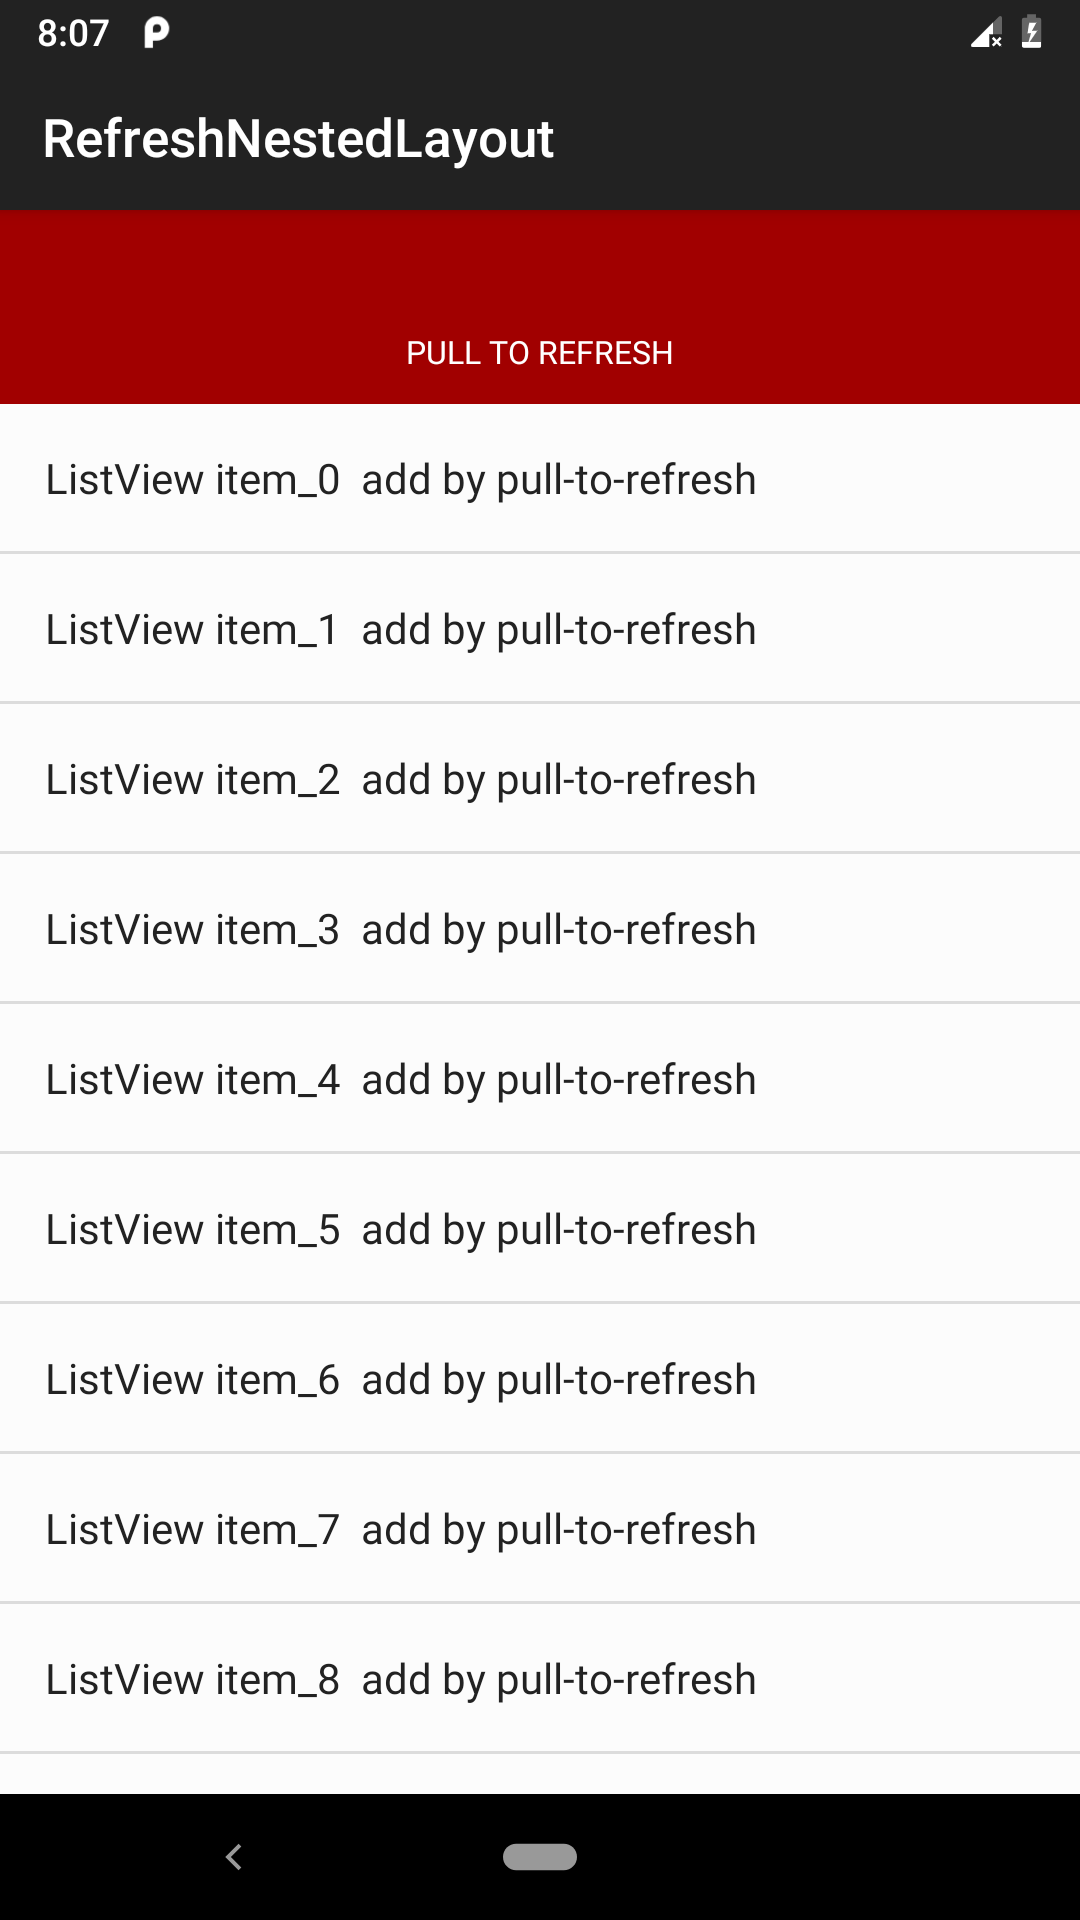 8:07
RefreshNestedLayout
PULL TO REFRESH
ListView item_0  add by pull-to-refresh
ListView item_1  add by pull-to-refresh
ListView item_2  add by pull-to-refresh
ListView item_3  add by pull-to-refresh
ListView item_4  add by pull-to-refresh
ListView item_5  add by pull-to-refresh
ListView item_6  add by pull-to-refresh
ListView item_7  add by pull-to-refresh
ListView item_8  add by pull-to-refresh